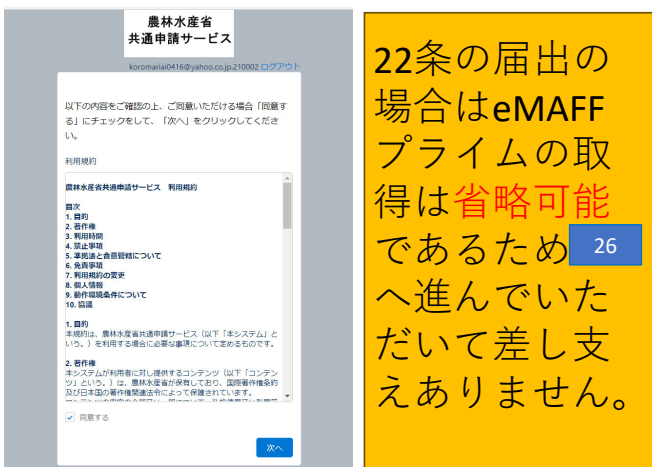 農林水産省
共通申請サービス
koromariai0416@yahoo.co.jp.210002 ログアウト
以下の内容をご確認の上、ご同意いただける場合「同意す
る」にチェックをして、「次へ」をクリックしてくださ
い。
利用規約
農林水産省共通申請サービス 利用規約
目次
1. 目的
2. 著作権
3. 利用時間
4. 禁止事項
5. 準拠法と合意管轄について
6. 免責事項
7. 利用規約の変更
8. 個人情報
9. 動作環境条件について
10. 協議
1. 目的
本規約は、農林水産省共通申請サービス（以下「本システム」と
いう。）を利用する場合に必要な事項について定めるものです。
2. 著作権
本システムが利用者に対し提供するコンテンツ（以下「コンテン
ツ」という。）は、農林水産省が保有しており、国際著作権条約
及び日本国の著作権関連法令によって保護されています。
同意する
次へ
22条の届出の
場合はeMAFF
プライムの取
得は省略可能
であるため 26
へ進んでいた
だいて差し支
えありません。